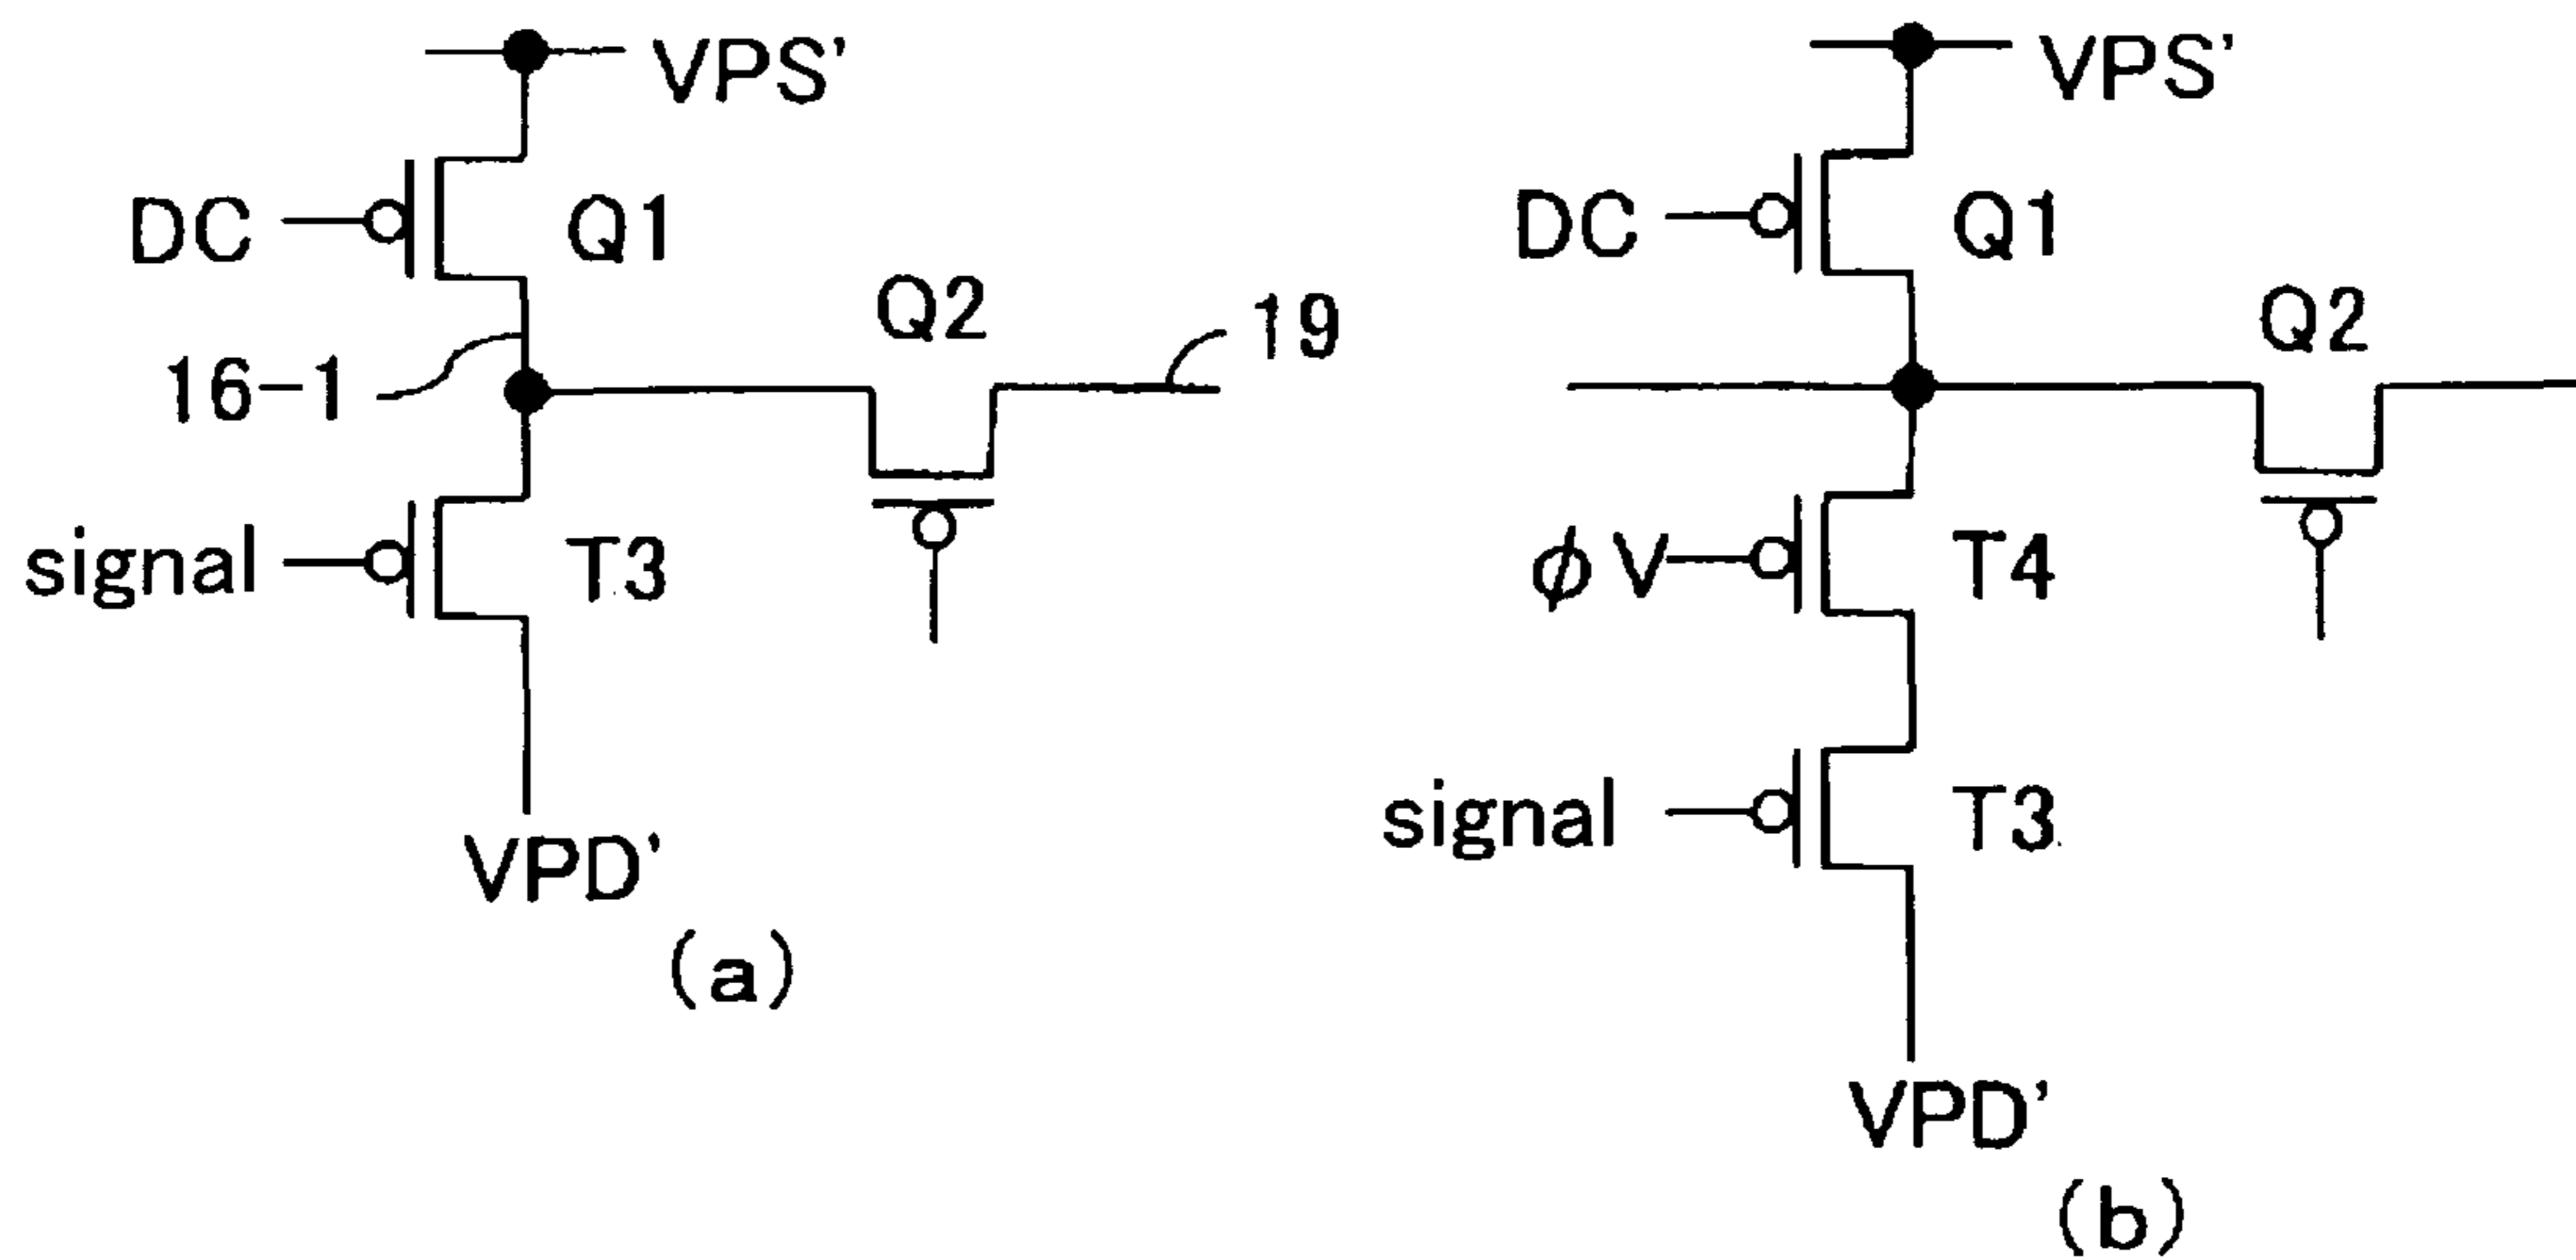 VPS'
DC
Q1
Q2
19
16-1
signal
T3
VPD'
(a)
VPS'
DC
Q1
Q2
φV
T4
signal
T3
VPD'
(b)